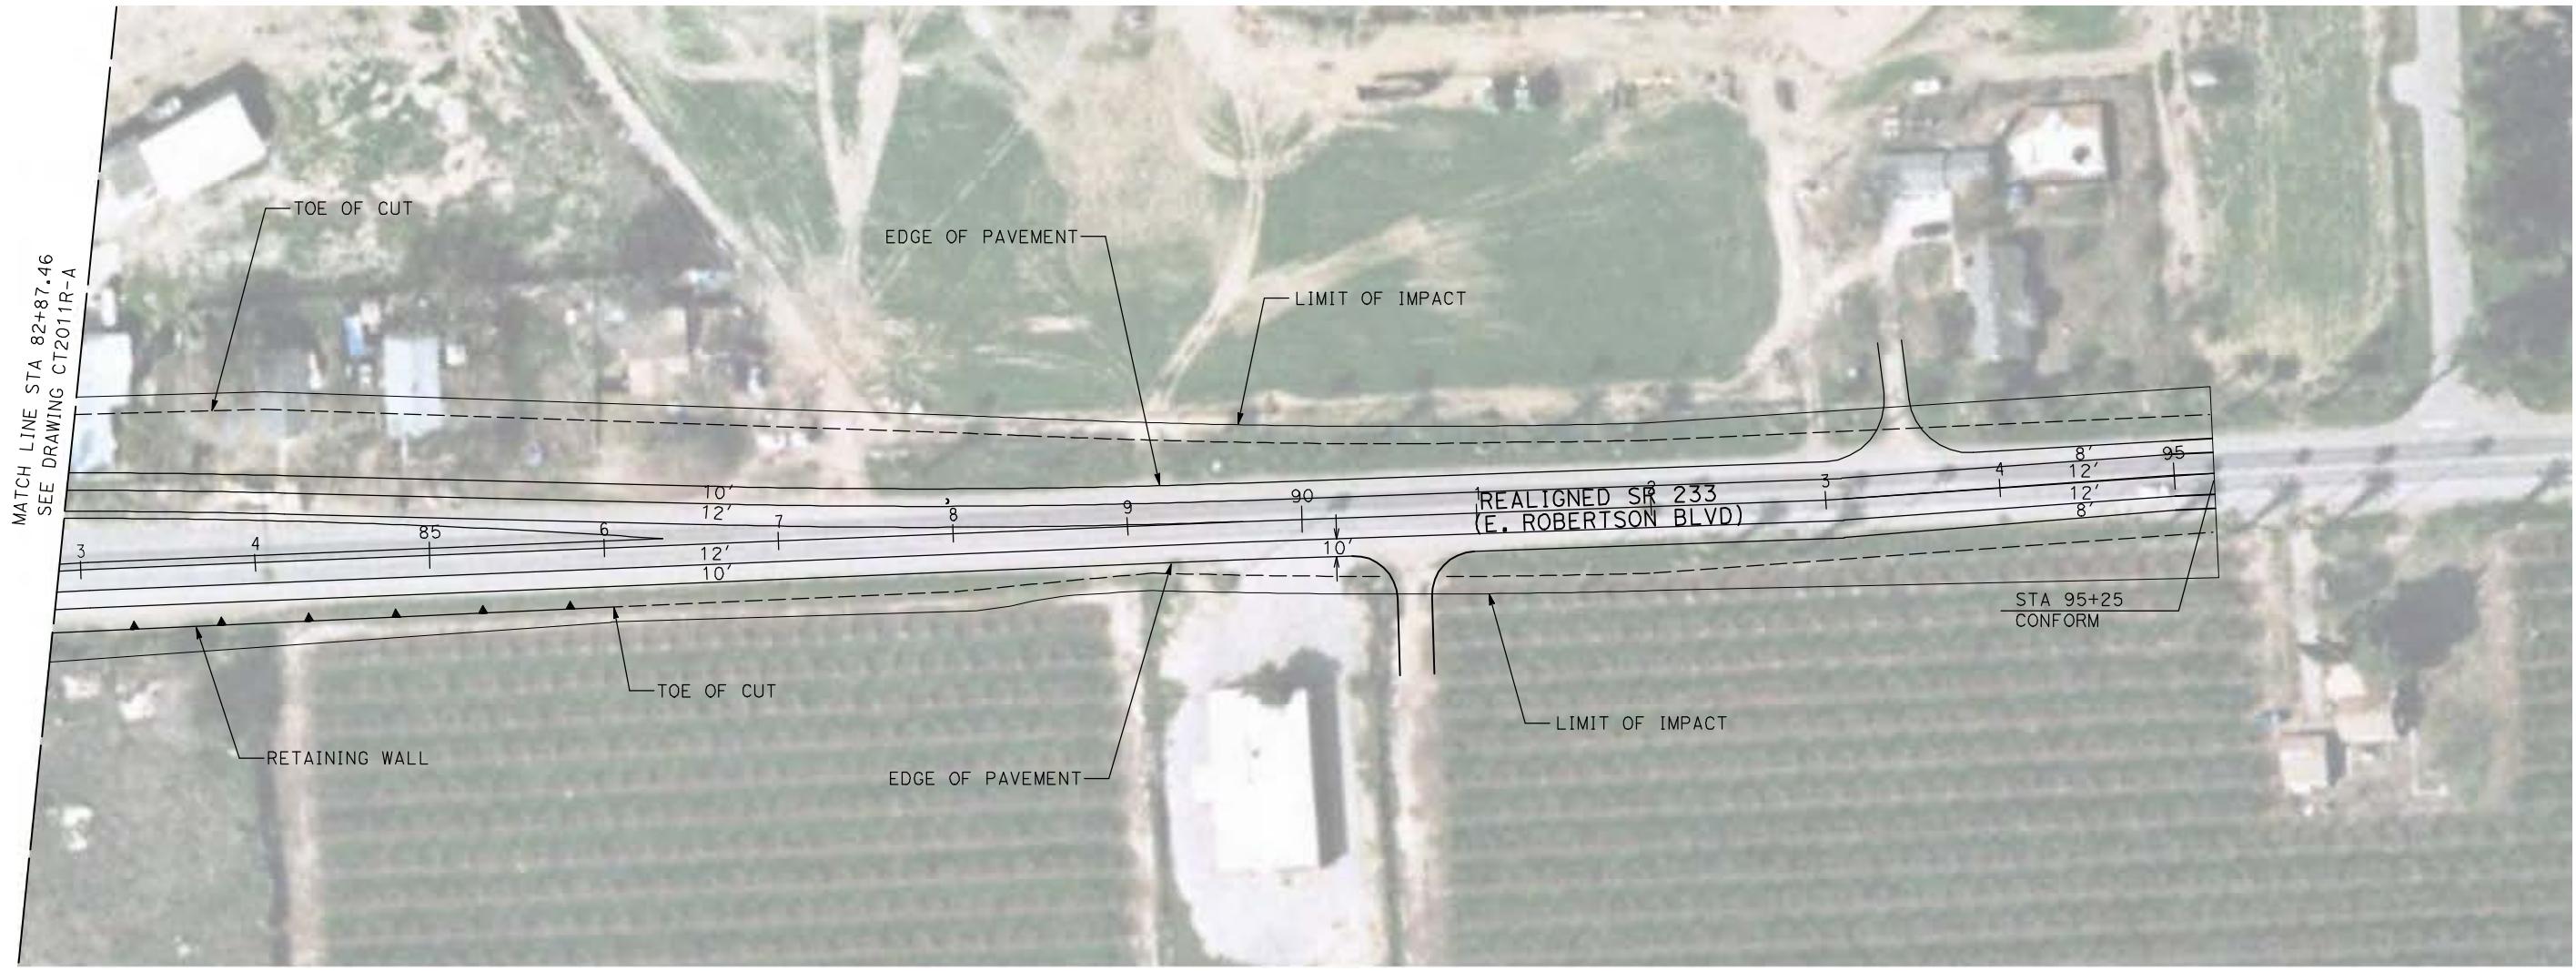 MATCH LINE STA 82+87.46
SEE DRAWING CT2011R-A
TOE OF CUT
EDGE OF PAVEMENT
LIMIT OF IMPACT
10'
12'
12'
10'
3
4
85
6
7
8
9
90
1
2
3
4
95
10'
REALIGNED SR 233
(E. ROBERTSON BLVD)
8'
12'
12'
8'
STA 95+25
CONFORM
TOE OF CUT
RETAINING WALL
EDGE OF PAVEMENT
LIMIT OF IMPACT